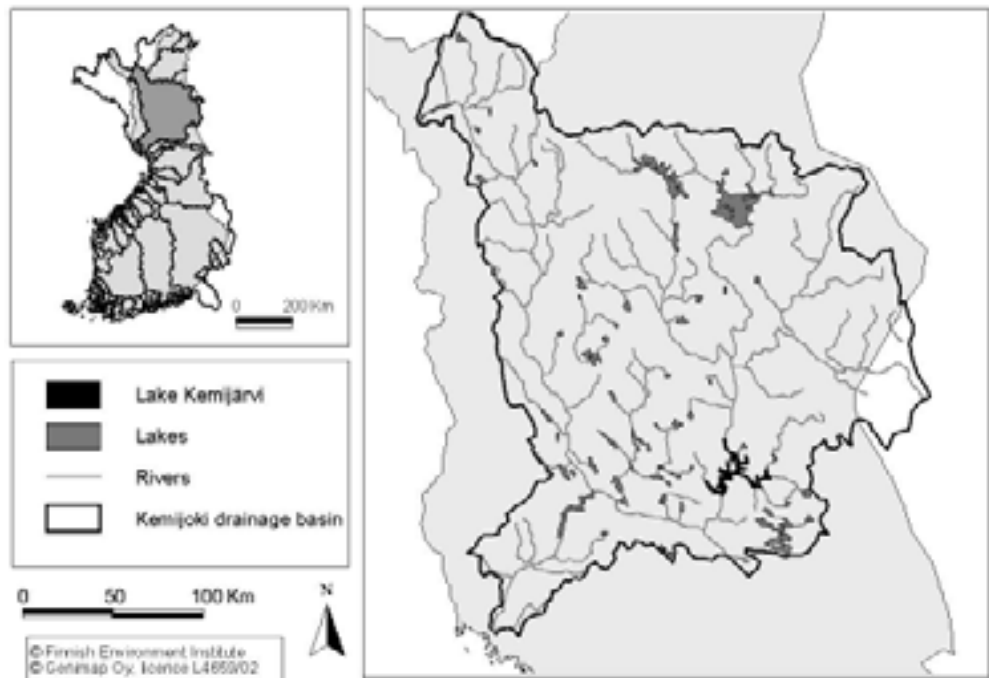 0 200 Km
Lake Kemijärvi
Lakes
Rivers
Kemijoki drainage basin
0 50 100 Km
N
© Finnish Environment Institute
© Genimap Oy, licence L4659/02